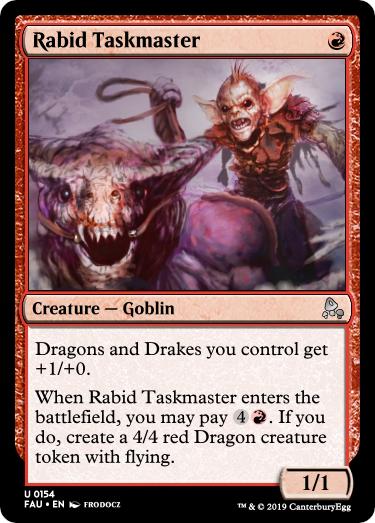 Rabid Taskmaster
Creature — Goblin
Dragons and Drakes you control get
+1/+0.
When Rabid Taskmaster enters the
battlefield, you may pay 4 R. If you
do, create a 4/4 red Dragon creature
token with flying.
1/1
U 0154
FAU • EN FRODOCZ
™ & © 2019 CanterburyEgg